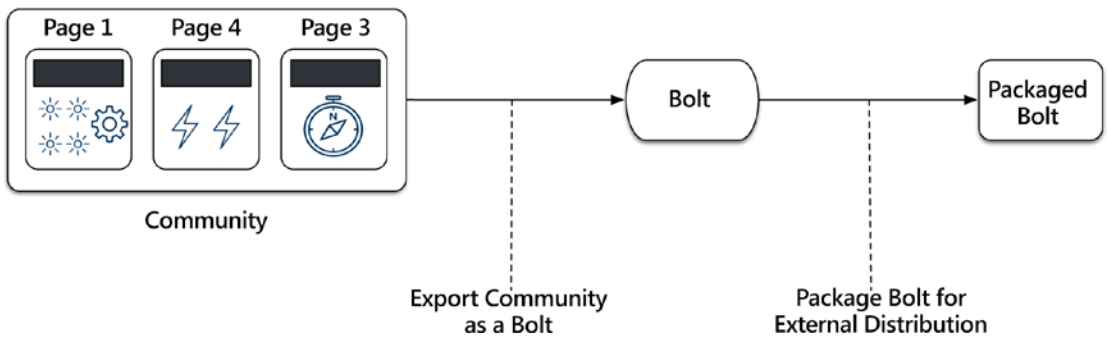 Page 1
Page 4
Page 3
N
Community
Bolt
Packaged
Bolt
Export Community
as a Bolt
Package Bolt for
External Distribution